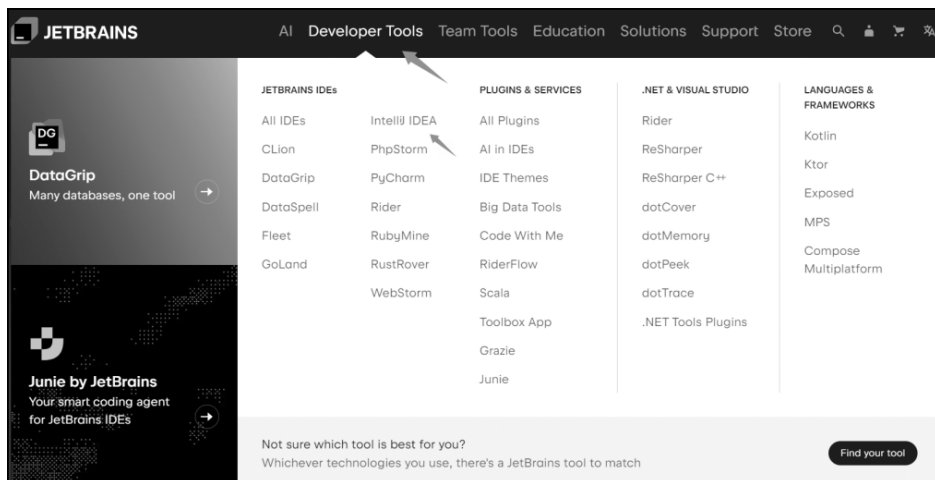 JETBRAINS
AI Developer Tools Team Tools Education Solutions Support Store
DG
DataGrip
Many databases, one tool
Junie by JetBrains
Your smart coding agent
for JetBrains IDEs
JETBRAINS IDEs
All IDEs
CLion
DataGrip
DataSpell
Fleet
GoLand
IntelliJ IDEA
PhpStorm
PyCharm
Rider
RubyMine
RustRover
WebStorm
PLUGINS & SERVICES
All Plugins
AI in IDEs
IDE Themes
Big Data Tools
Code With Me
RiderFlow
Scala
Toolbox App
Grazie
Junie
.NET & VISUAL STUDIO
Rider
ReSharper
ReSharper C++
dotCover
dotMemory
dotPeek
dotTrace
.NET Tools Plugins
LANGUAGES &
FRAMEWORKS
Kotlin
Ktor
Exposed
MPS
Compose
Multiplatform
Not sure which tool is best for you?
Whichever technologies you use, there's a JetBrains tool to match
Find your tool